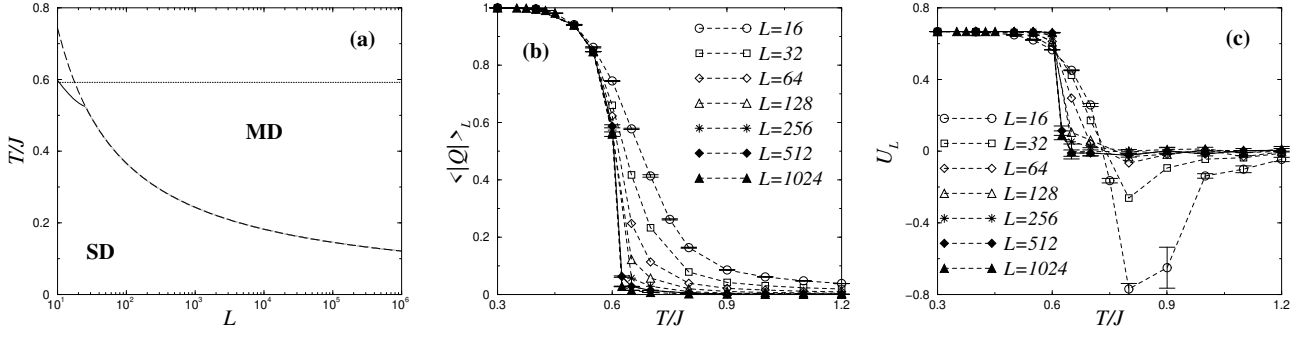 (a)
T/J
0.8
0.6
0.4
0.2
0
MD
SD
10^1
10^2
10^3
10^4
10^5
10^6
L
(b)
<|Q|>_L
1
0.8
0.6
0.4
0.2
0
L=16
L=32
L=64
L=128
L=256
L=512
L=1024
0.3
0.6
0.9
1.2
T/J
(c)
U_L
0.8
0.4
0
−0.4
−0.8
L=16
L=32
L=64
L=128
L=256
L=512
L=1024
0.3
0.6
0.9
1.2
T/J